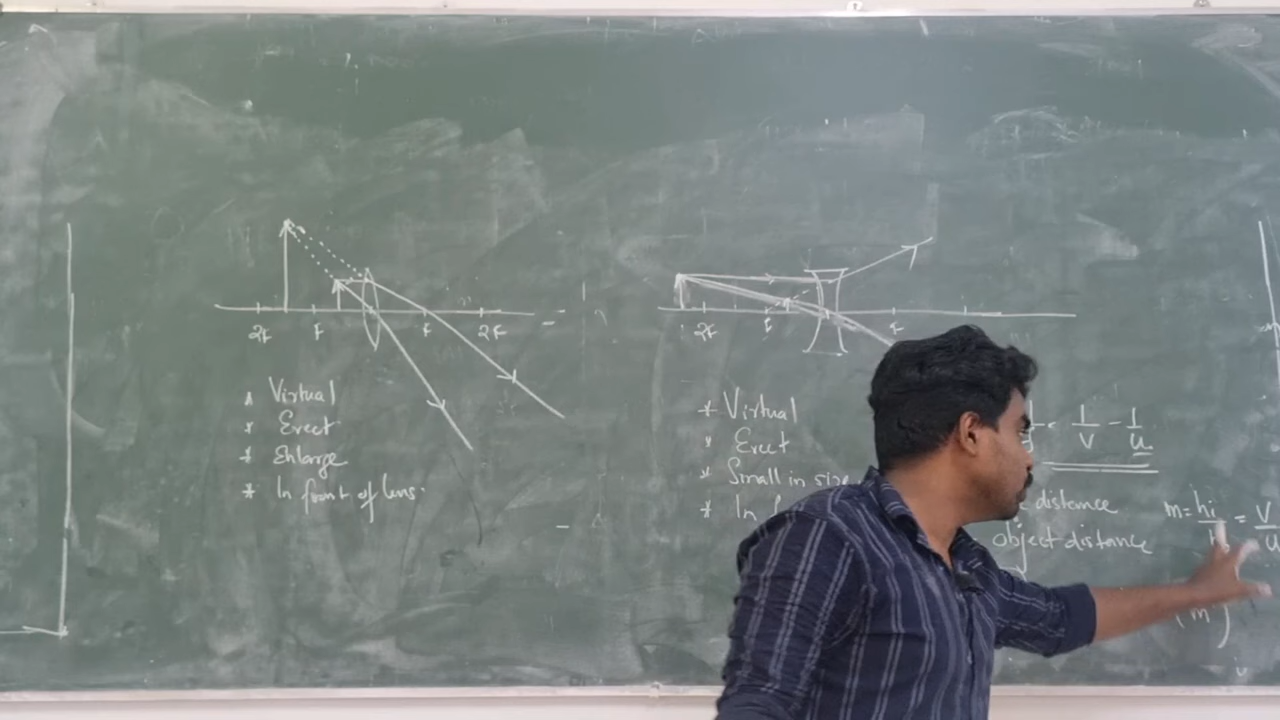 2F F F 2F
* Virtual
* Erect
* Enlarge
* In front of lens.
2F F F
* Virtual
* Erect
* Small in size
* In
1/v - 1/u
distance
object distance
m = hi/ = v/u
(m)